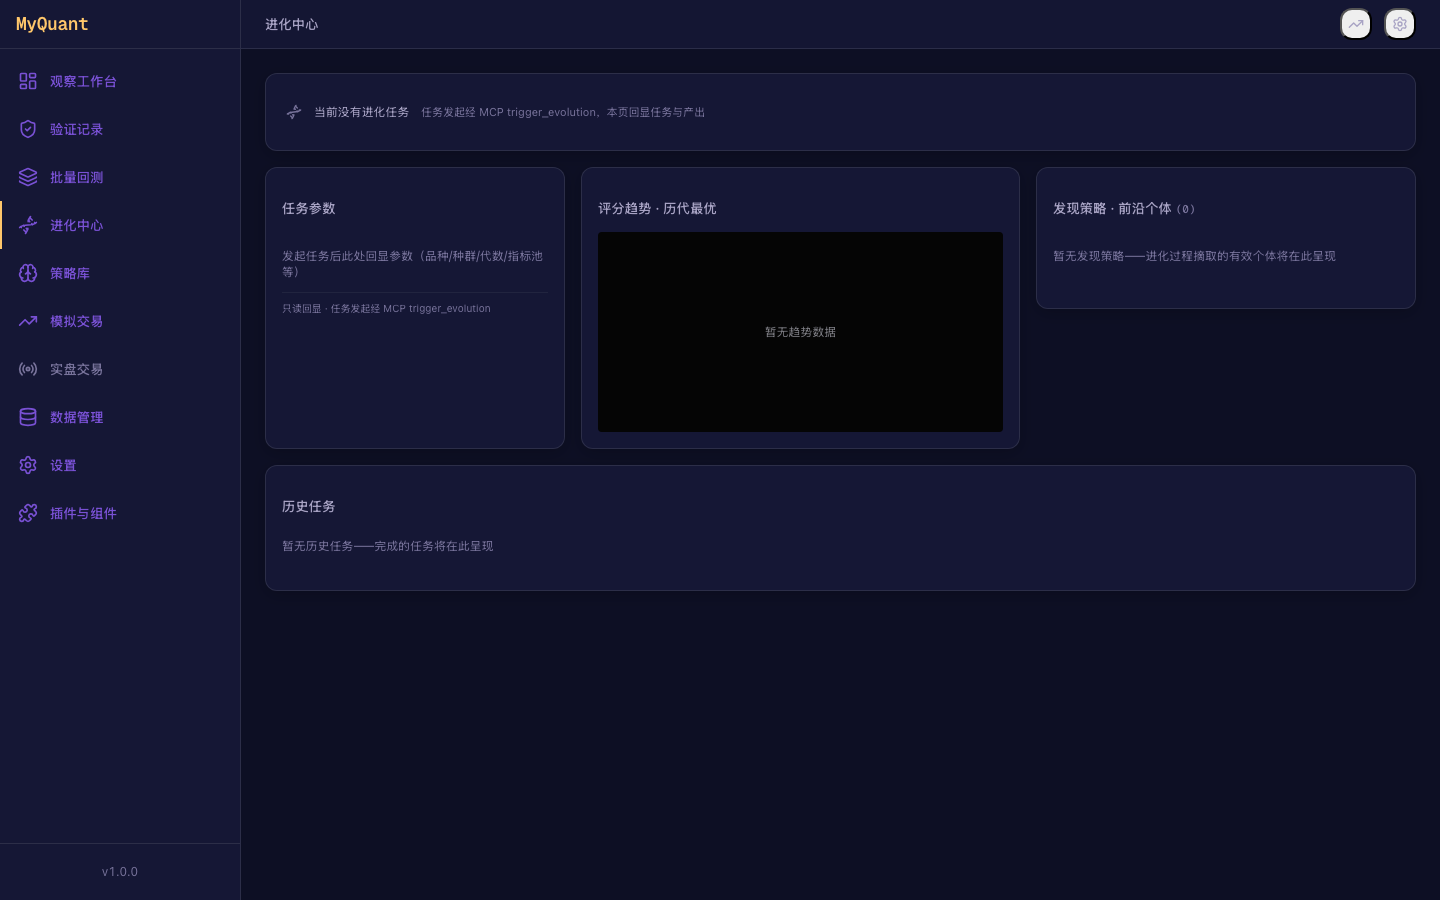 MyQuant
进化中心
观察工作台
验证记录
批量回测
进化中心
策略库
模拟交易
实盘交易
数据管理
设置
插件与组件
v1.0.0
当前没有进化任务 任务发起经 MCP trigger_evolution，本页回显任务与产出
任务参数
发起任务后此处回显参数（品种/种群/代数/指标池
等）
只读回显 · 任务发起经 MCP trigger_evolution
评分趋势 · 历代最优
暂无趋势数据
发现策略 · 前沿个体 (0)
暂无发现策略——进化过程摘取的有效个体将在此呈现
历史任务
暂无历史任务——完成的任务将在此呈现